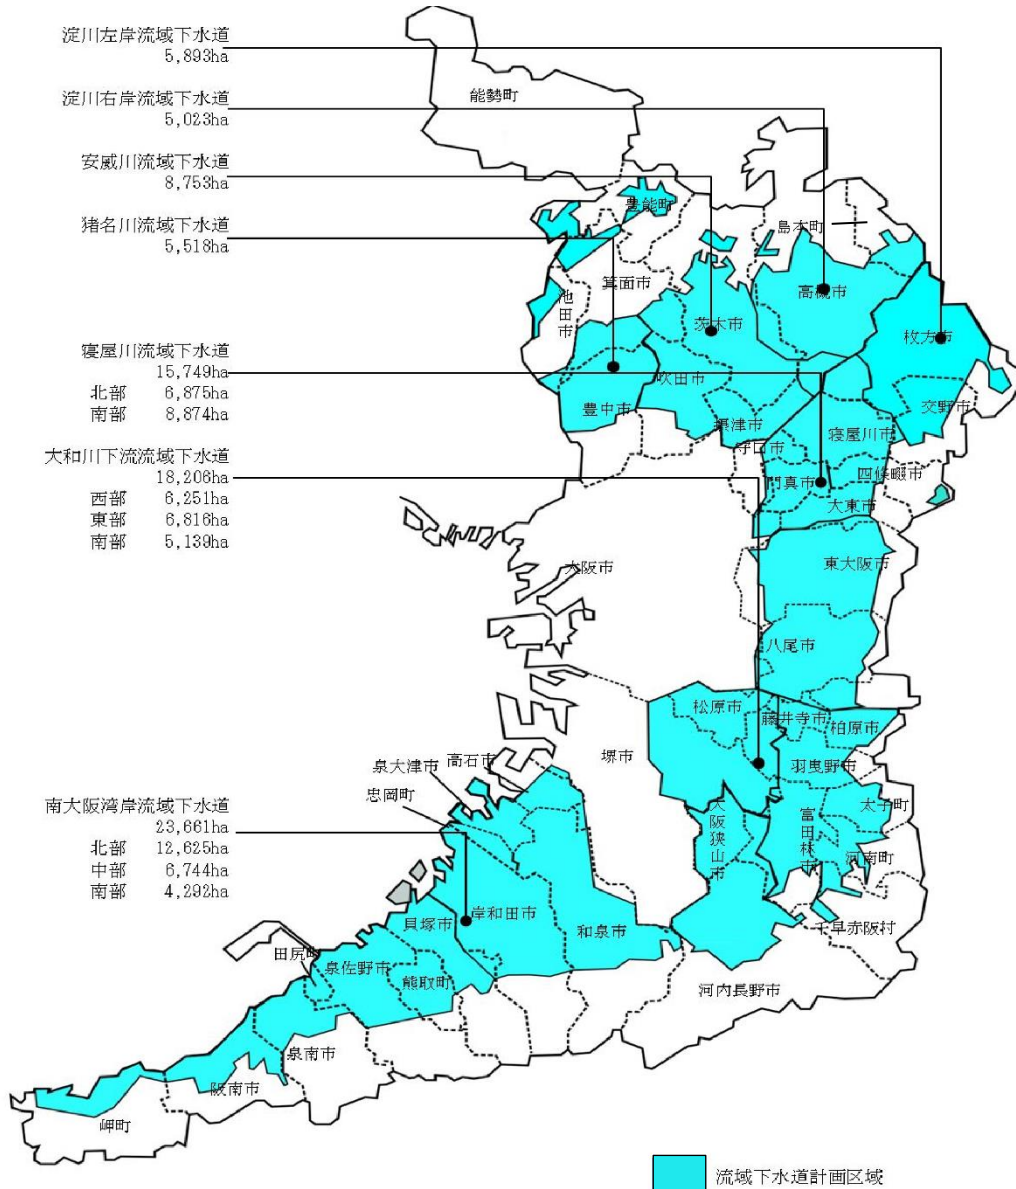 淀川左岸流域下水道
5,893ha
淀川右岸流域下水道
5,023ha
安威川流域下水道
8,753ha
猪名川流域下水道
5,518ha
寝屋川流域下水道
15,749ha
北部 6,875ha
南部 8,874ha
大和川下流流域下水道
18,206ha
西部 6,251ha
東部 6,816ha
南部 5,139ha
南大阪湾岸流域下水道
23,661ha
北部 12,625ha
中部 6,744ha
南部 4,292ha
能勢町
豊能町
島本町
箕面市
池田市
高槻市
茨木市
枚方市
吹田市
豊中市
交野市
摂津市
寝屋川市
守口市
四條畷市
門真市
大東市
大阪市
東大阪市
八尾市
松原市
藤井寺市
柏原市
堺市
高石市
泉大津市
忠岡町
羽曳野市
太子町
大阪狭山市
富田林市
河南町
岸和田市
貝塚市
和泉市
千早赤阪村
田尻町
泉佐野市
熊取町
河内長野市
泉南市
阪南市
岬町
流域下水道計画区域